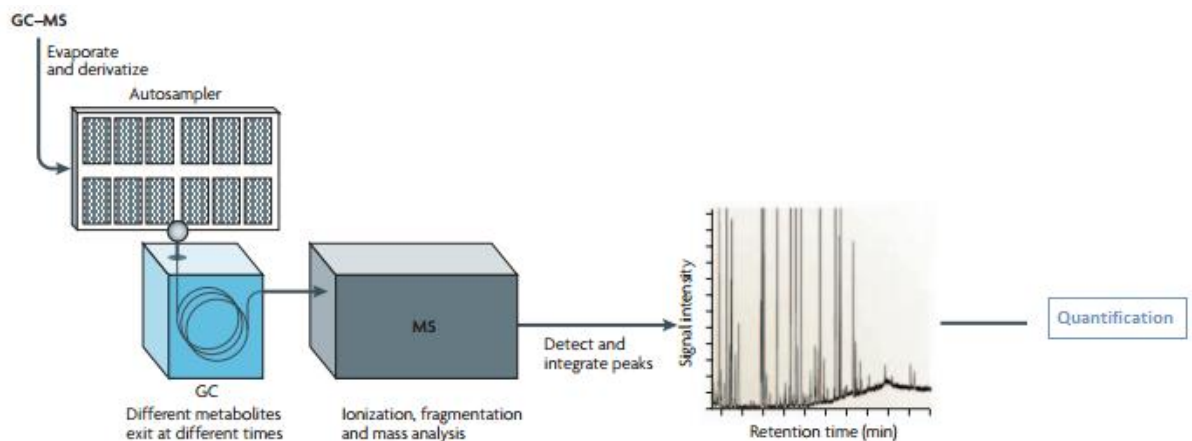 GC–MS
Evaporate
and derivatize
Autosampler
GC
Different metabolites
exit at different times
MS
Ionization, fragmentation
and mass analysis
Detect and
integrate peaks
Signal intensity
Retention time (min)
Quantification